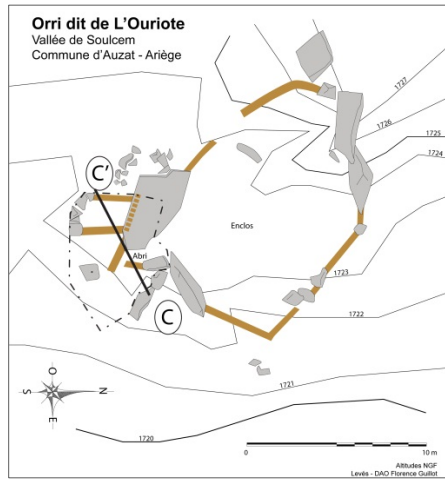 Orri dit de L'Ouriote
Vallée de Soulcem
Commune d'Auzat - Ariège
1727
1726
1725
1724
C'
Enclos
Abri
1723
C
1722
O
S N
E
1721
1720
0 10 m
Altitudes NGF
Levés - DAO Florence Guillot